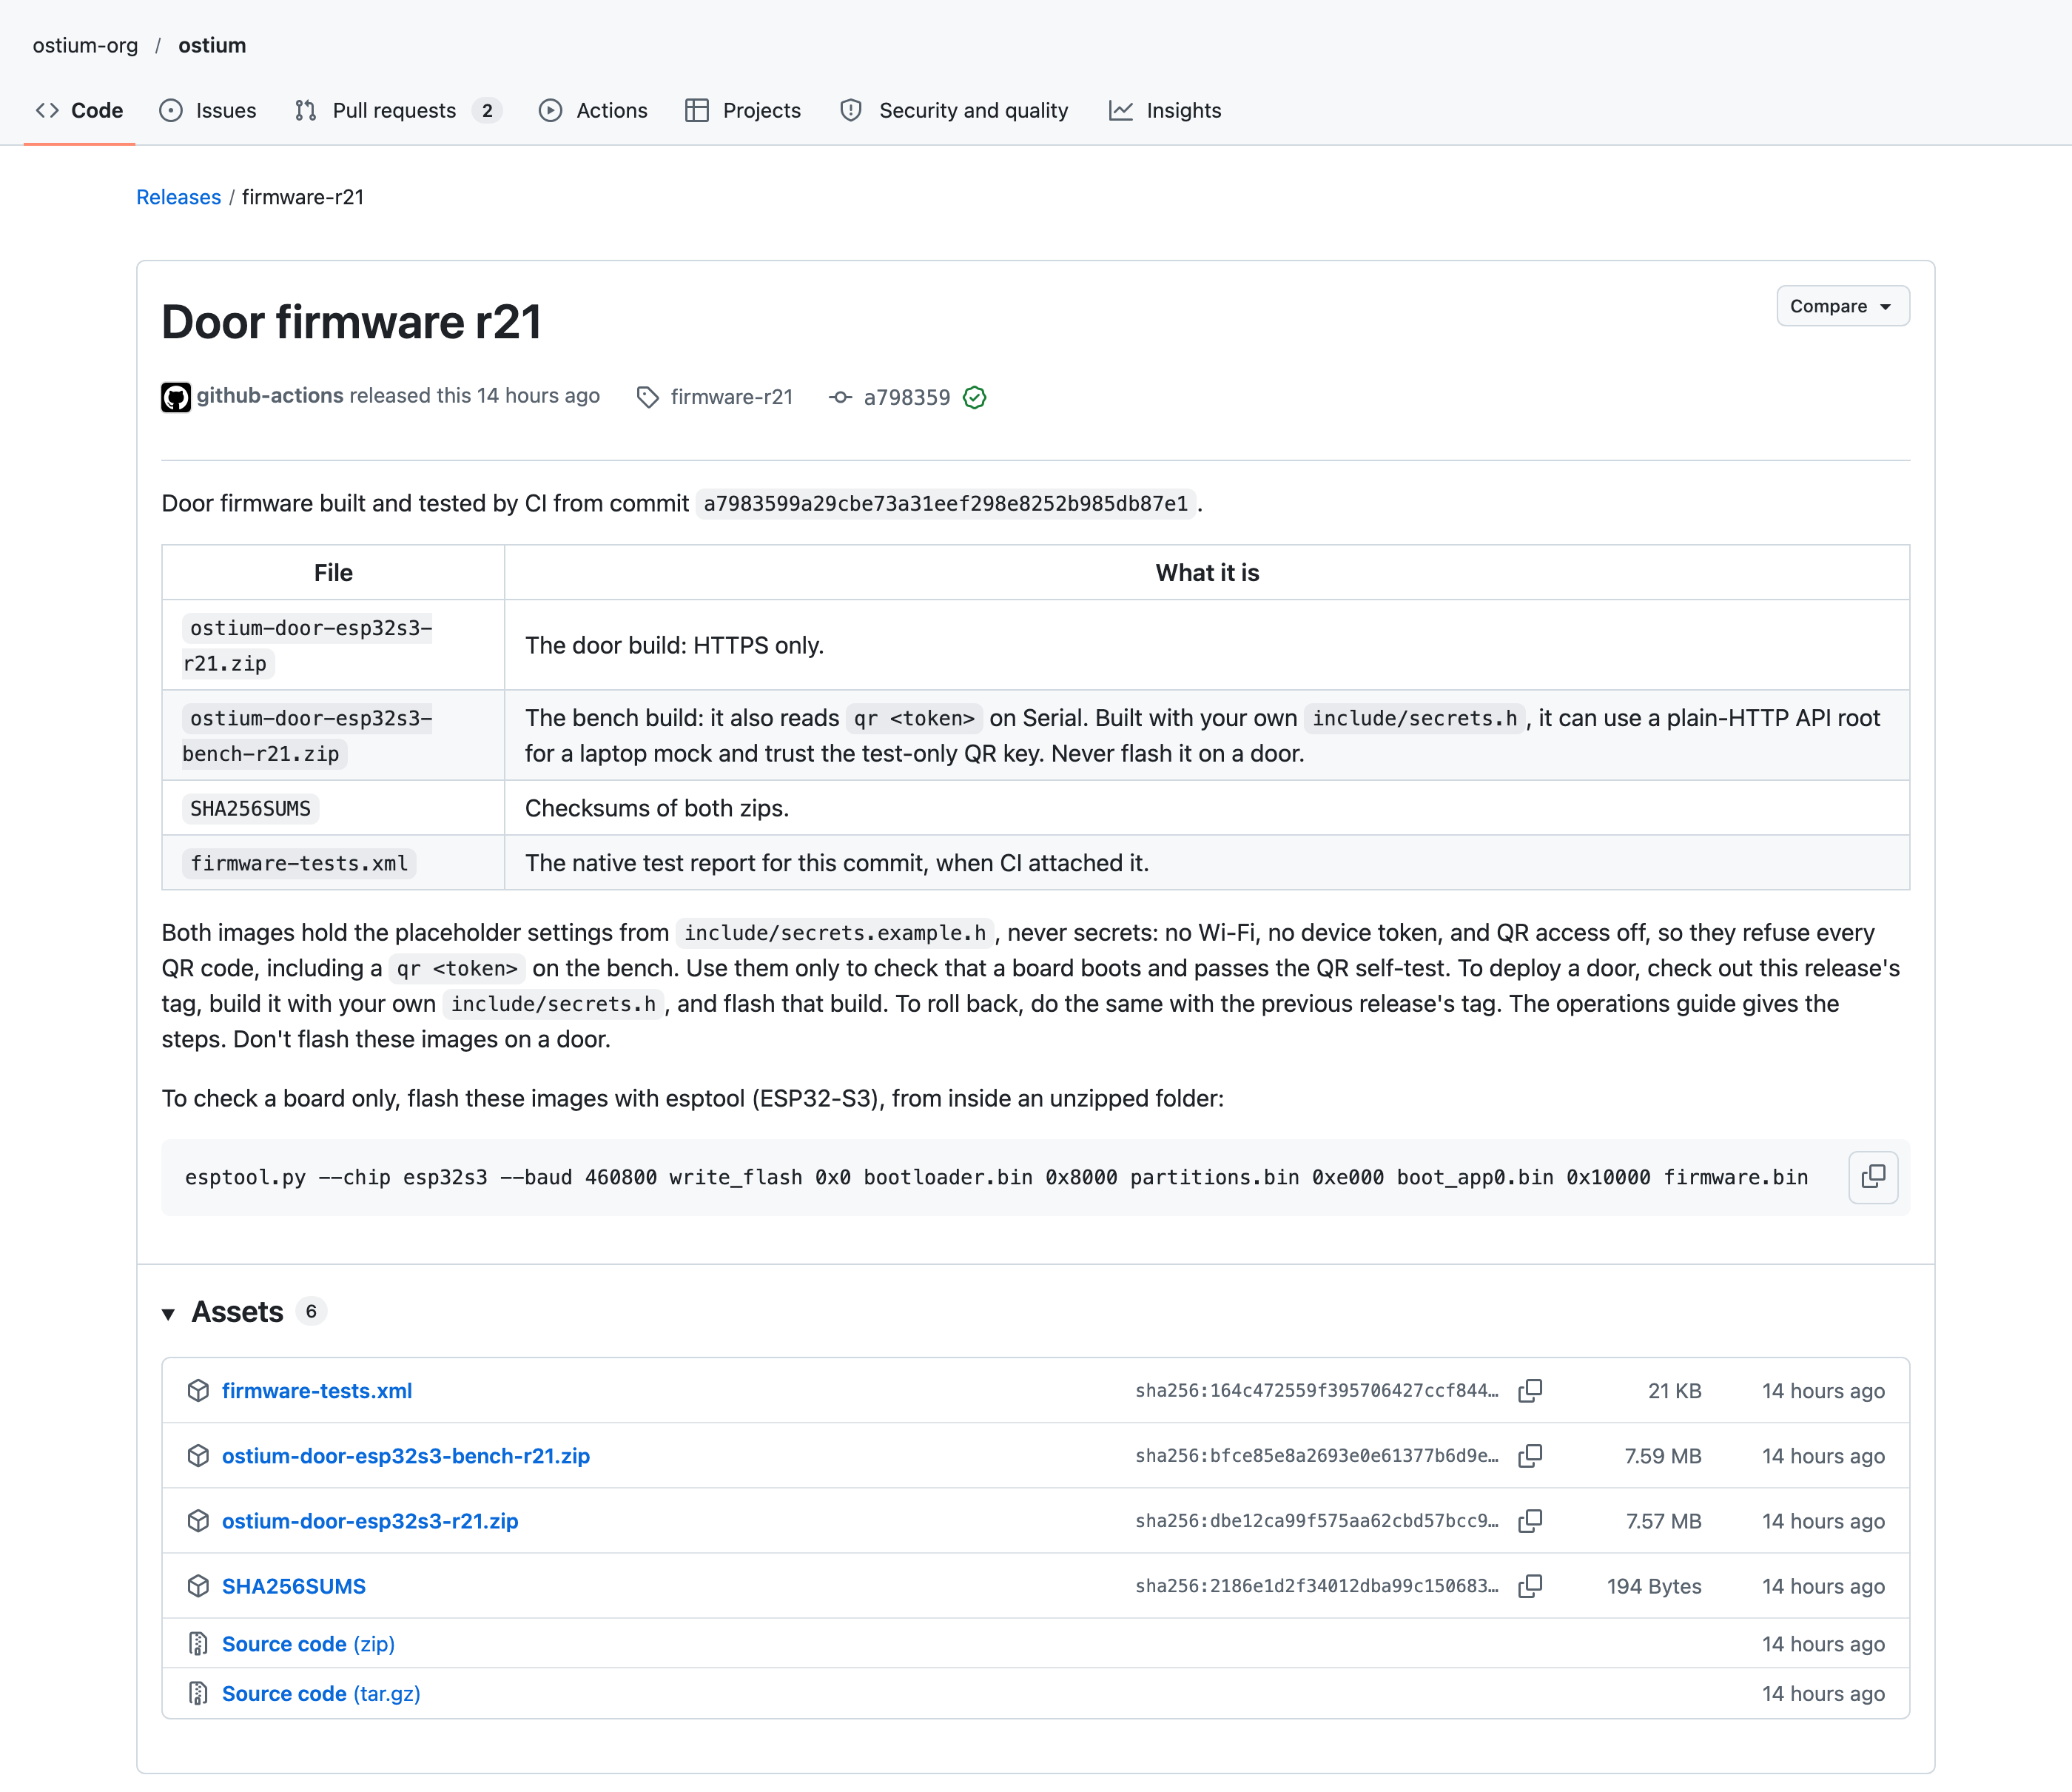 ostium-org / ostium
Code Issues Pull requests 2 Actions Projects Security and quality Insights
Releases / firmware-r21
Door firmware r21
Compare
github-actions released this 14 hours ago firmware-r21 a798359
Door firmware built and tested by CI from commit a7983599a29cbe73a31eef298e8252b985db87e1.
File What it is
ostium-door-esp32s3-
r21.zip
The door build: HTTPS only.
ostium-door-esp32s3-
bench-r21.zip
The bench build: it also reads qr <token> on Serial. Built with your own include/secrets.h, it can use a plain-HTTP API root
for a laptop mock and trust the test-only QR key. Never flash it on a door.
SHA256SUMS Checksums of both zips.
firmware-tests.xml The native test report for this commit, when CI attached it.
Both images hold the placeholder settings from include/secrets.example.h, never secrets: no Wi-Fi, no device token, and QR access off, so they refuse every
QR code, including a qr <token> on the bench. Use them only to check that a board boots and passes the QR self-test. To deploy a door, check out this release's
tag, build it with your own include/secrets.h, and flash that build. To roll back, do the same with the previous release's tag. The operations guide gives the
steps. Don't flash these images on a door.
To check a board only, flash these images with esptool (ESP32-S3), from inside an unzipped folder:
esptool.py --chip esp32s3 --baud 460800 write_flash 0x0 bootloader.bin 0x8000 partitions.bin 0xe000 boot_app0.bin 0x10000 firmware.bin
Assets 6
firmware-tests.xml sha256:164c472559f395706427ccf844… 21 KB 14 hours ago
ostium-door-esp32s3-bench-r21.zip sha256:bfce85e8a2693e0e61377b6d9e… 7.59 MB 14 hours ago
ostium-door-esp32s3-r21.zip sha256:dbe12ca99f575aa62cbd57bcc9… 7.57 MB 14 hours ago
SHA256SUMS sha256:2186e1d2f34012dba99c150683… 194 Bytes 14 hours ago
Source code (zip) 14 hours ago
Source code (tar.gz) 14 hours ago